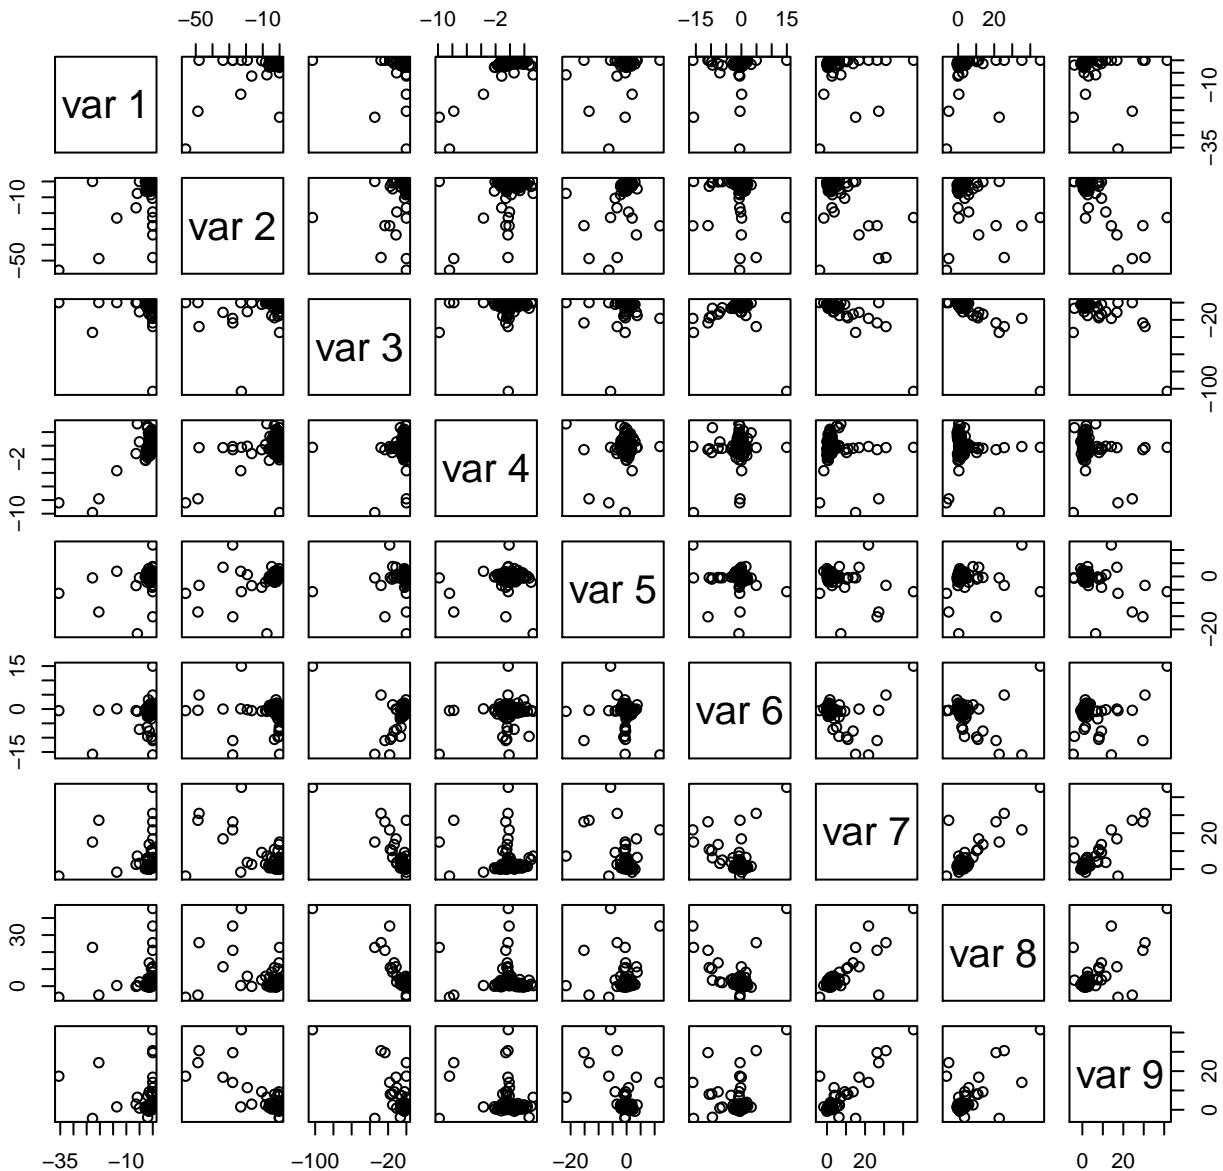 −50 −10 −10 −2 −15 0 15 0 20
var 1 −35 −10
−50 −10 var 2
var 3 −100 −20
−10 −2 var 4
var 5 −20 0
−15 0 15 var 6
var 7 0 20
0 30 var 8
var 9 0 20
−35 −10 −100 −20 −20 0 0 20 0 20